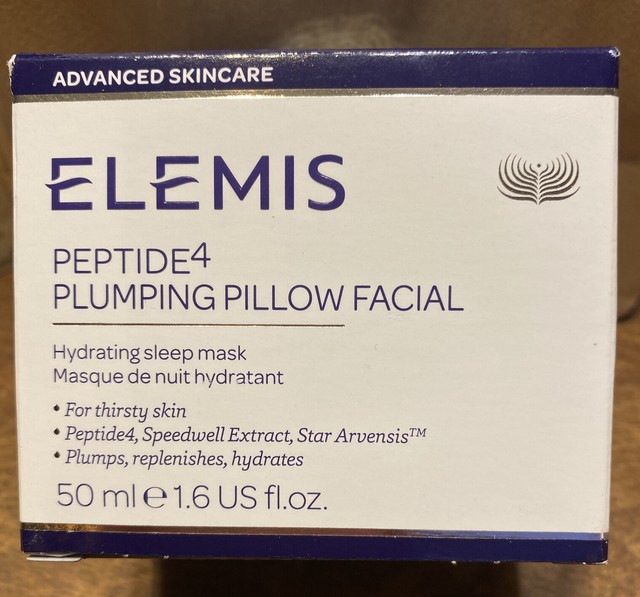 ADVANCED SKINCARE
ELEMIS
PEPTIDE4
PLUMPING PILLOW FACIAL
Hydrating sleep mask
Masque de nuit hydratant
• For thirsty skin
• Peptide4, Speedwell Extract, Star Arvensis™
• Plumps, replenishes, hydrates
50 ml ℮ 1.6 US fl.oz.